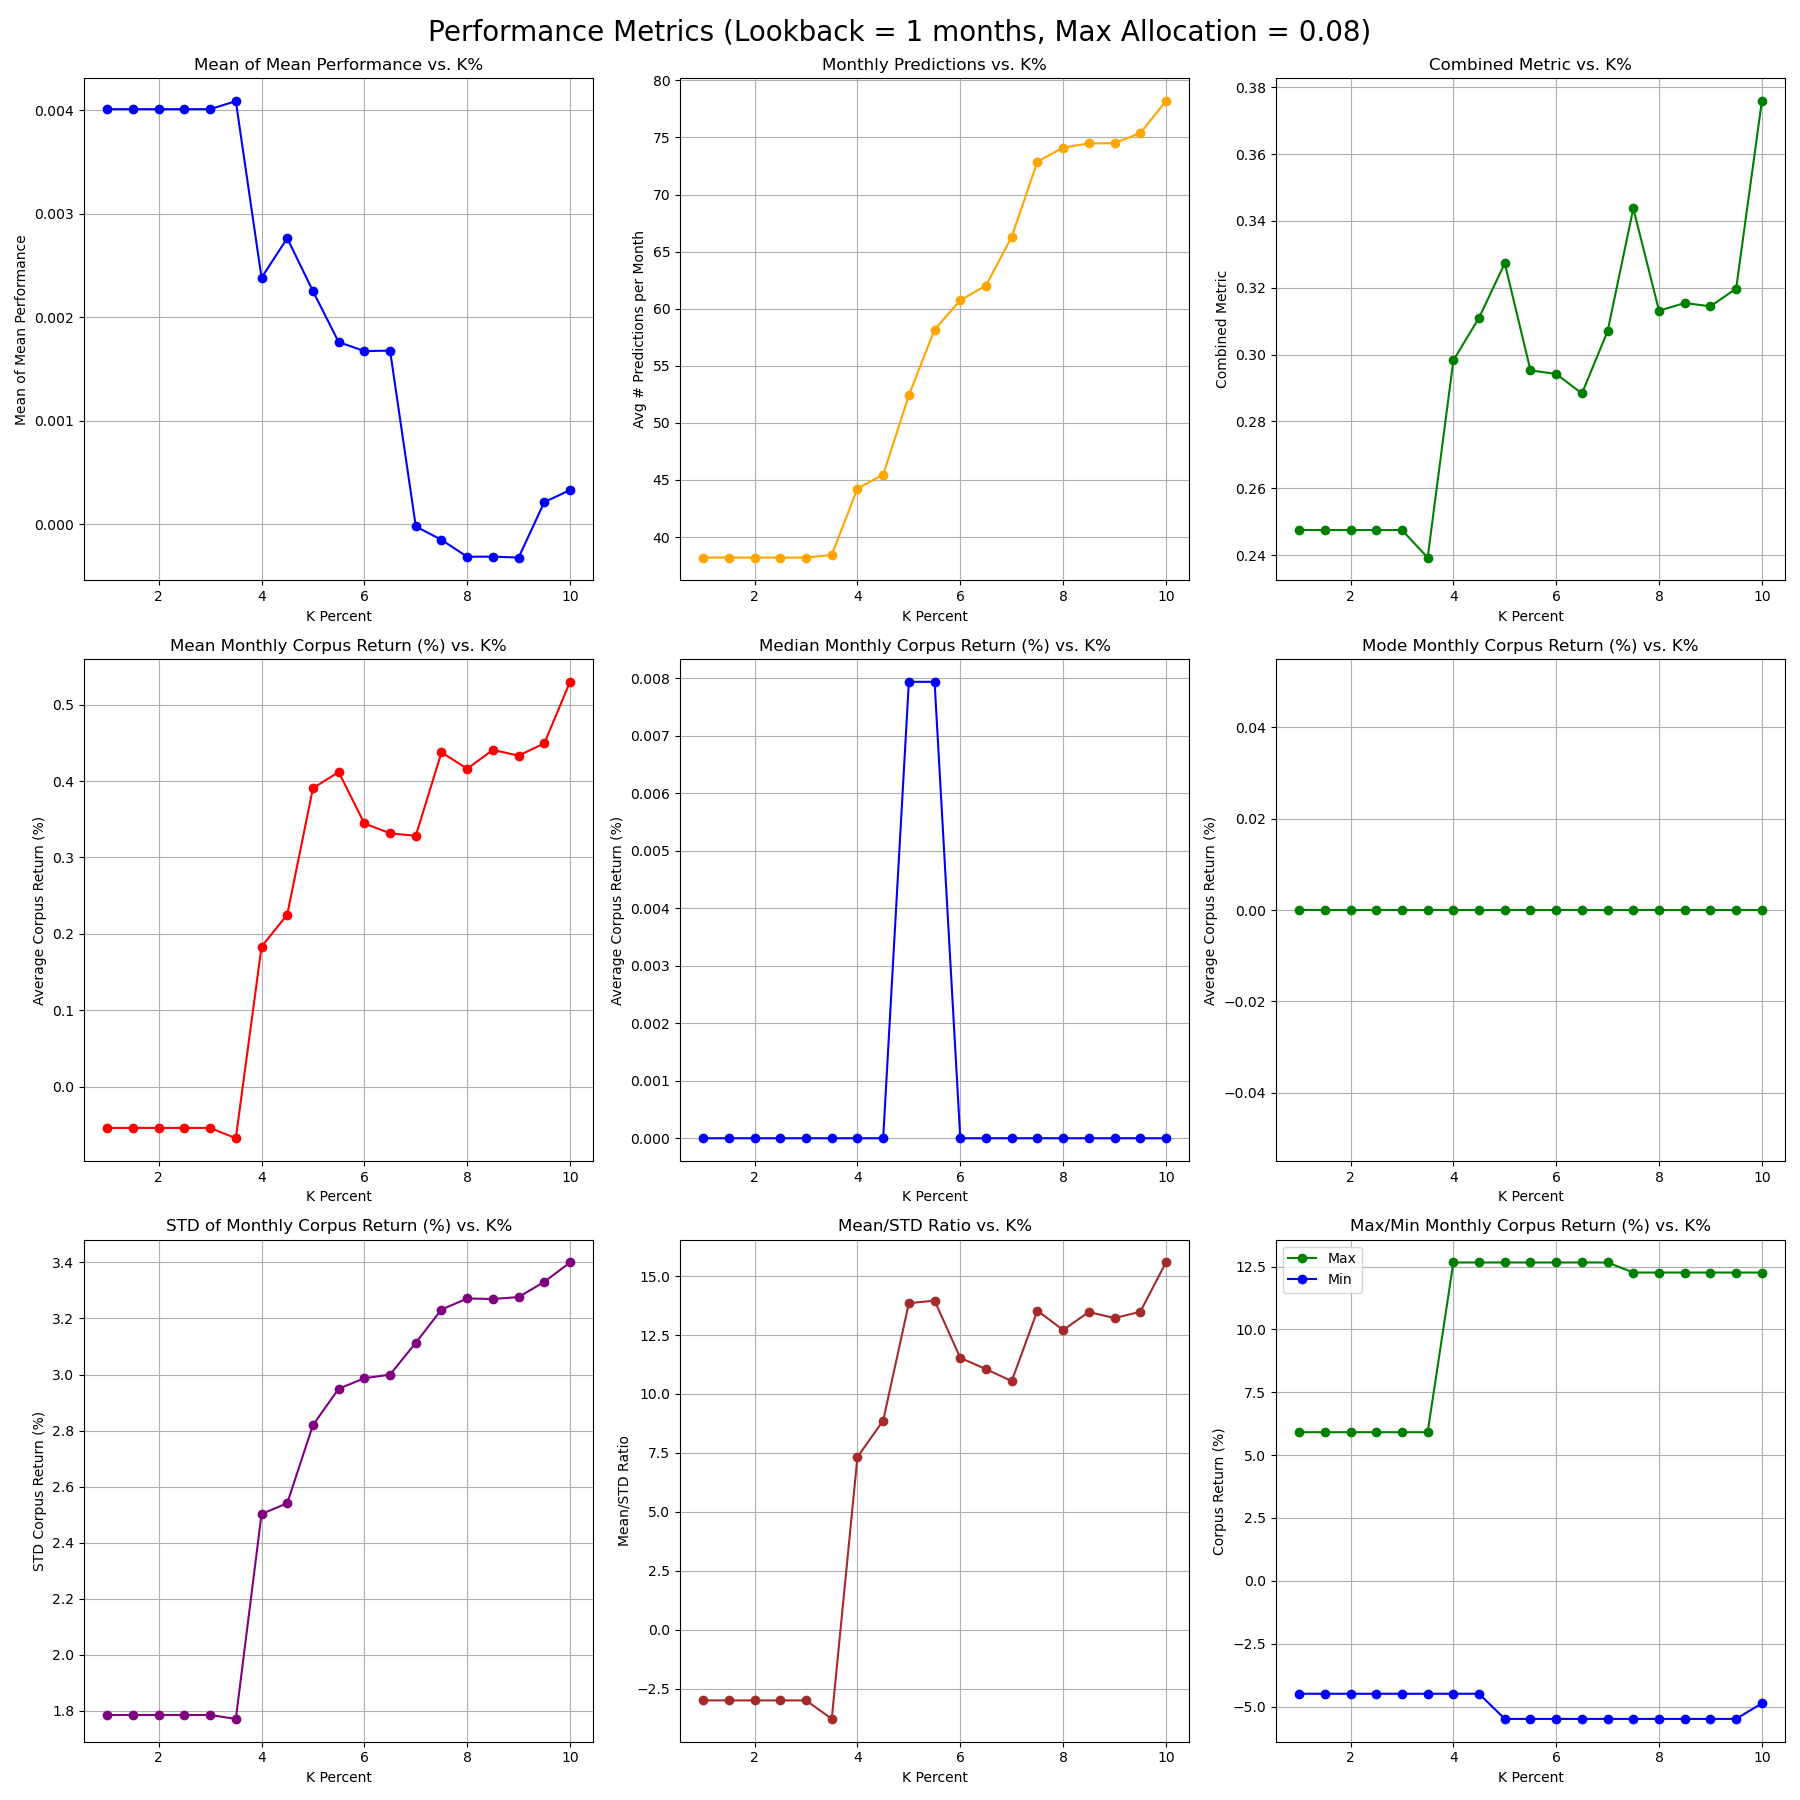 Performance Metrics (Lookback = 1 months, Max Allocation = 0.08)
Mean of Mean Performance vs. K%
Mean of Mean Performance
0.004
0.003
0.002
0.001
0.000
2 4 6 8 10
K Percent
Monthly Predictions vs. K%
Avg # Predictions per Month
80
75
70
65
60
55
50
45
40
2 4 6 8 10
K Percent
Combined Metric vs. K%
Combined Metric
0.38
0.36
0.34
0.32
0.30
0.28
0.26
0.24
2 4 6 8 10
K Percent
Mean Monthly Corpus Return (%) vs. K%
Average Corpus Return (%)
0.5
0.4
0.3
0.2
0.1
0.0
2 4 6 8 10
K Percent
Median Monthly Corpus Return (%) vs. K%
Average Corpus Return (%)
0.008
0.007
0.006
0.005
0.004
0.003
0.002
0.001
0.000
2 4 6 8 10
K Percent
Mode Monthly Corpus Return (%) vs. K%
Average Corpus Return (%)
0.04
0.02
0.00
−0.02
−0.04
2 4 6 8 10
K Percent
STD of Monthly Corpus Return (%) vs. K%
STD Corpus Return (%)
3.4
3.2
3.0
2.8
2.6
2.4
2.2
2.0
1.8
2 4 6 8 10
K Percent
Mean/STD Ratio vs. K%
Mean/STD Ratio
15.0
12.5
10.0
7.5
5.0
2.5
0.0
−2.5
2 4 6 8 10
K Percent
Max/Min Monthly Corpus Return (%) vs. K%
Max
Min
Corpus Return (%)
12.5
10.0
7.5
5.0
2.5
0.0
−2.5
−5.0
2 4 6 8 10
K Percent